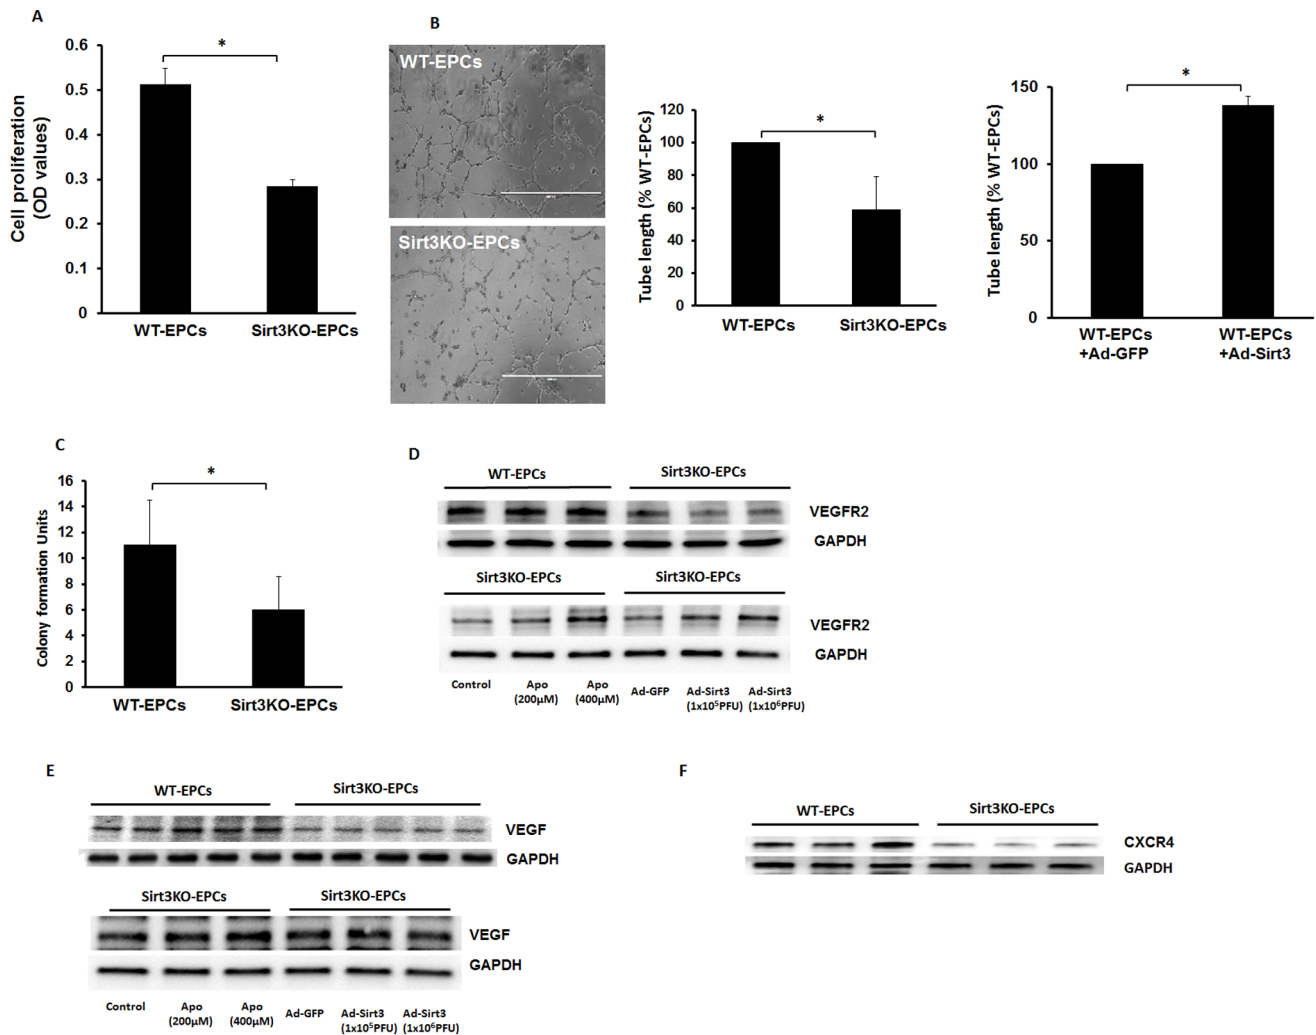 A
Cell proliferation
(OD values)
0.6
0.5
0.4
0.3
0.2
0.1
0
*
WT-EPCs
Sirt3KO-EPCs
B
WT-EPCs
Sirt3KO-EPCs
Tube length (% WT-EPCs)
120
100
80
60
40
20
0
*
WT-EPCs
Sirt3KO-EPCs
Tube length (% WT-EPCs)
150
100
50
0
*
WT-EPCs
+Ad-GFP
WT-EPCs
+Ad-Sirt3
C
Colony formation Units
16
14
12
10
8
6
4
2
0
*
WT-EPCs
Sirt3KO-EPCs
D
WT-EPCs
Sirt3KO-EPCs
VEGFR2
GAPDH
Sirt3KO-EPCs
Sirt3KO-EPCs
VEGFR2
GAPDH
Control
Apo
(200μM)
Apo
(400μM)
Ad-GFP
Ad-Sirt3
(1x10⁵PFU)
Ad-Sirt3
(1x10⁶PFU)
E
WT-EPCs
Sirt3KO-EPCs
VEGF
GAPDH
Sirt3KO-EPCs
Sirt3KO-EPCs
VEGF
GAPDH
Control
Apo
(200μM)
Apo
(400μM)
Ad-GFP
Ad-Sirt3
(1x10⁵PFU)
Ad-Sirt3
(1x10⁶PFU)
F
WT-EPCs
Sirt3KO-EPCs
CXCR4
GAPDH